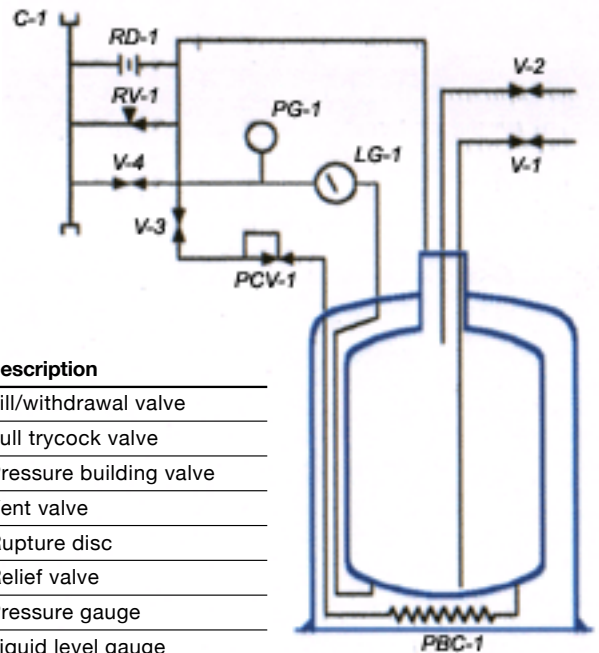 C-1
RD-1
RV-1
PG-1
V-2
LG-1
V-4
V-1
V-3
PCV-1
escription
ill/withdrawal valve
ull trycock valve
ressure building valve
ent valve
upture disc
elief valve
ressure gauge
iquid level gauge
PBC-1